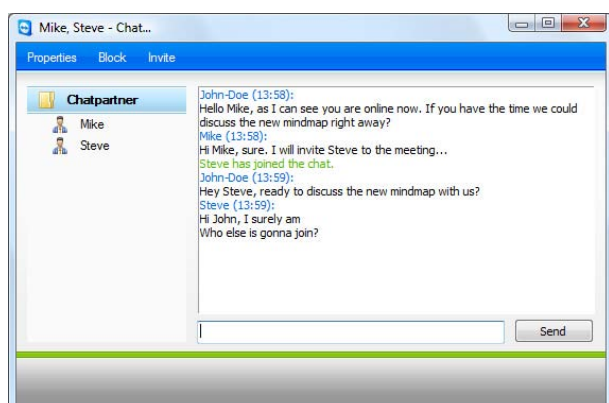 Mike, Steve - Chat...
Properties Block Invite
Chatpartner
Mike
Steve
John-Doe (13:58):
Hello Mike, as I can see you are online now. If you have the time we could
discuss the new mindmap right away?
Mike (13:58):
Hi Mike, sure. I will invite Steve to the meeting...
Steve has joined the chat.
John-Doe (13:59):
Hey Steve, ready to discuss the new mindmap with us?
Steve (13:59):
Hi John, I surely am
Who else is gonna join?
Send